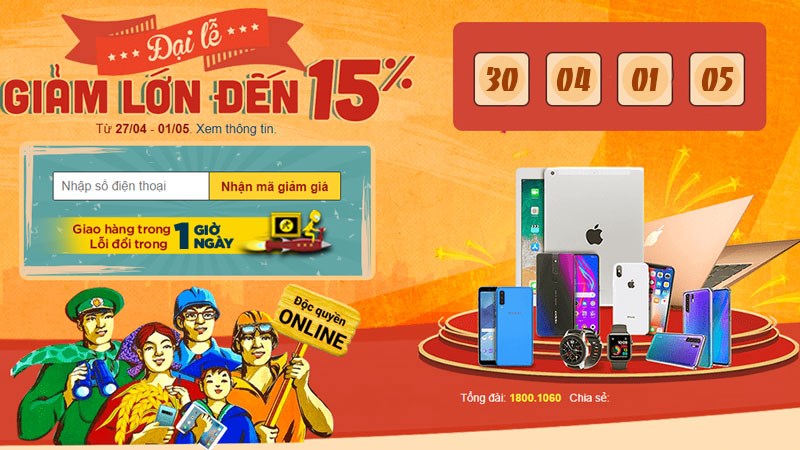 Đại lễ
GIẢM LỚN ĐẾN 15%
Từ 27/04 - 01/05. Xem thông tin.
30 04 01 05
Nhập số điện thoại
Nhận mã giảm giá
Giao hàng trong 1 GIỜ
Lỗi đổi trong 1 NGÀY
Độc quyền
ONLINE
Tổng đài: 1800.1060 Chia sẻ: